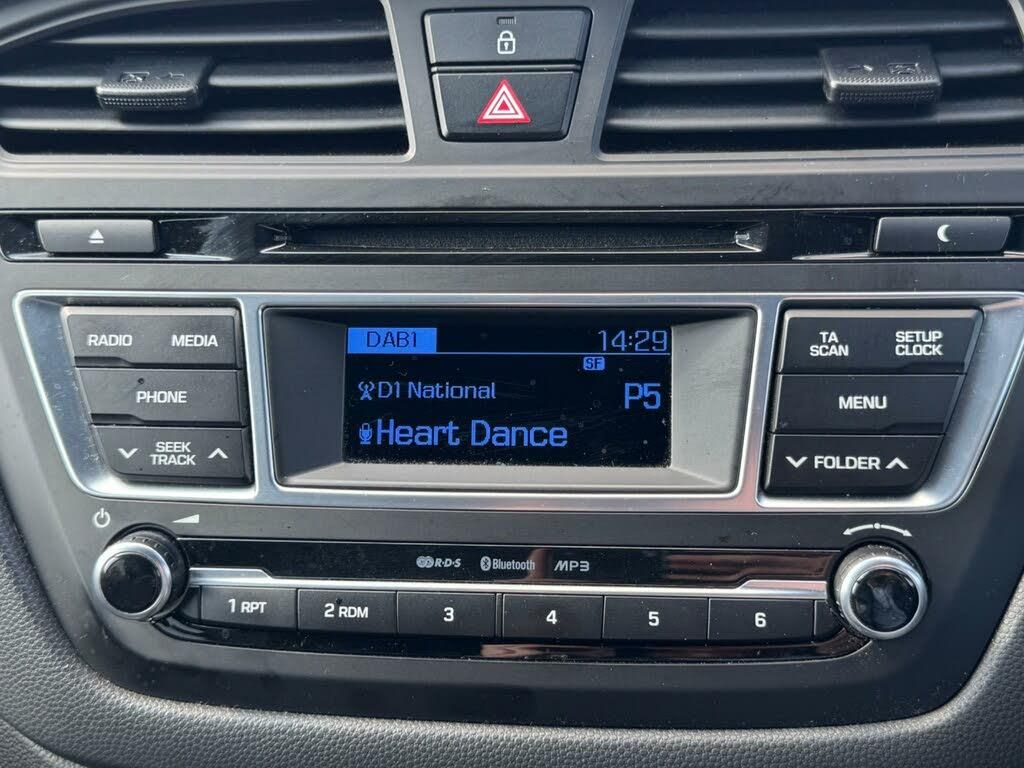 RADIO MEDIA
PHONE
SEEK
TRACK
DAB1 14:29
SF
D1 National P5
Heart Dance
TA
SCAN
SETUP
CLOCK
MENU
FOLDER
R·D·S Bluetooth MP3
1 RPT 2 RDM 3 4 5 6